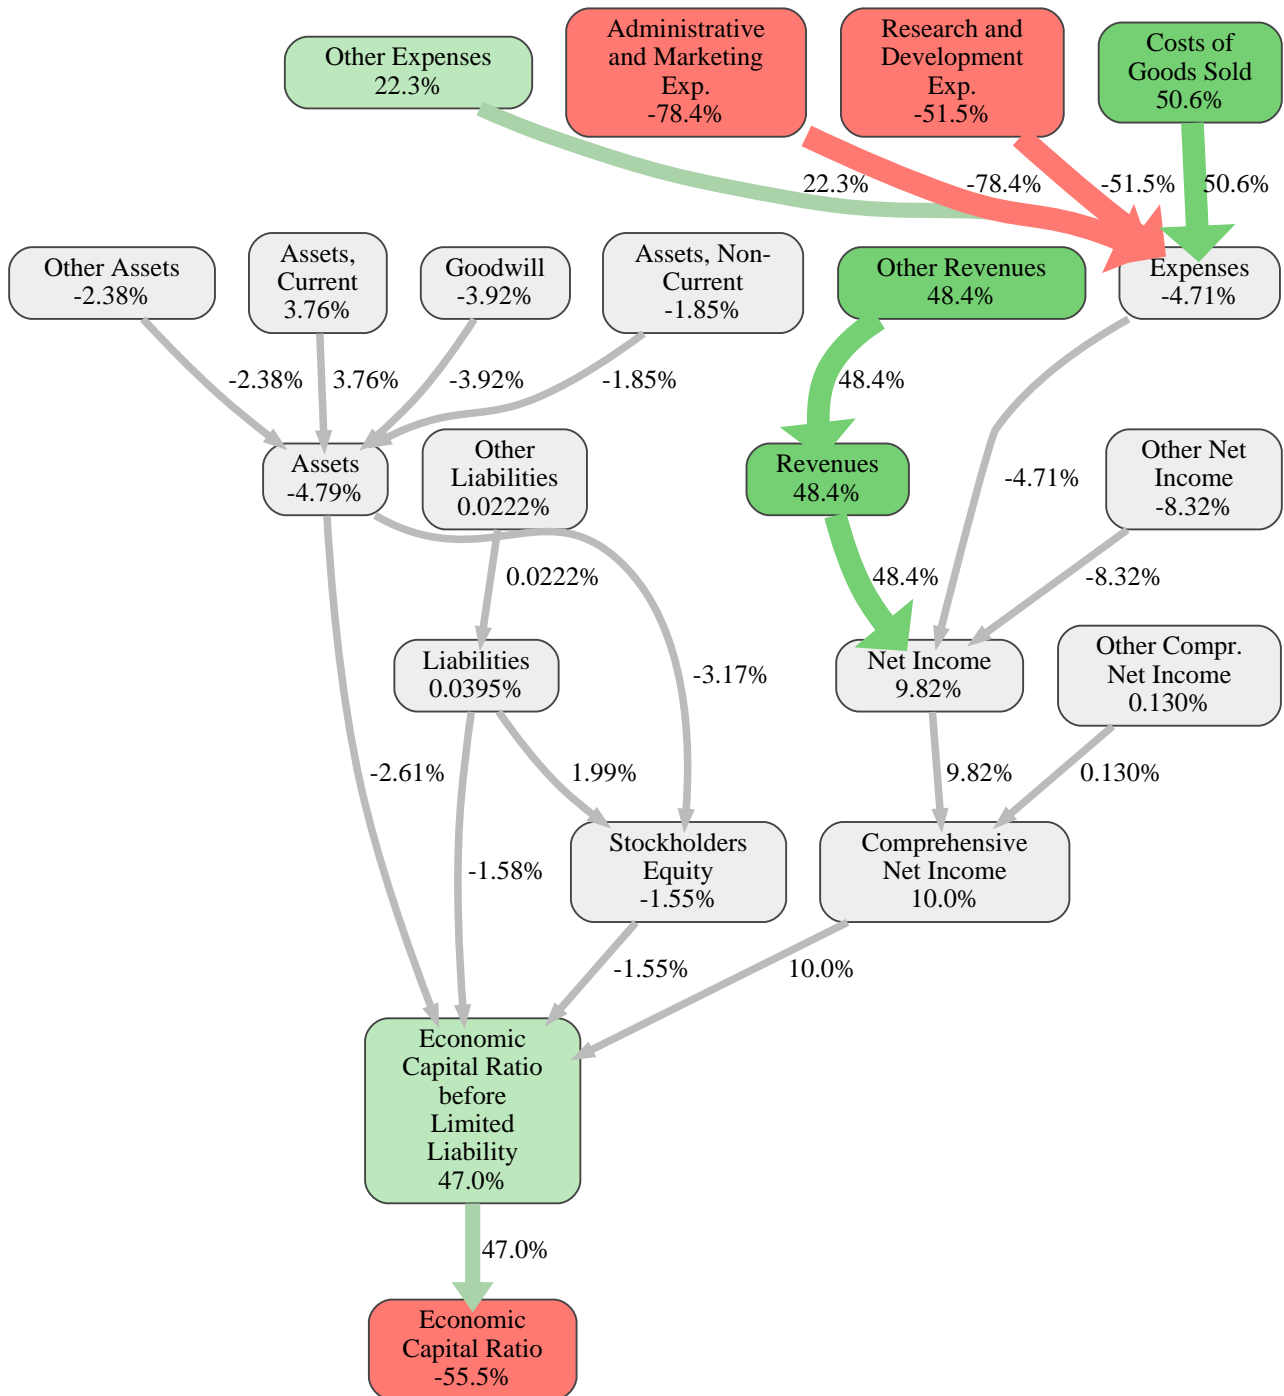 Other Expenses
22.3%
Administrative
and Marketing
Exp.
-78.4%
Research and
Development
Exp.
-51.5%
Costs of
Goods Sold
50.6%
22.3%
-78.4%
-51.5%
50.6%
Other Assets
-2.38%
Assets,
Current
3.76%
Goodwill
-3.92%
Assets, Non-
Current
-1.85%
Other Revenues
48.4%
Expenses
-4.71%
-2.38%
3.76%
-3.92%
-1.85%
48.4%
Assets
-4.79%
Other
Liabilities
0.0222%
Revenues
48.4%
-4.71%
Other Net
Income
-8.32%
0.0222%
48.4%
-8.32%
Liabilities
0.0395%
-3.17%
Net Income
9.82%
Other Compr.
Net Income
0.130%
-2.61%
1.99%
9.82%
0.130%
-1.58%
Stockholders
Equity
-1.55%
Comprehensive
Net Income
10.0%
-1.55%
10.0%
Economic
Capital Ratio
before
Limited
Liability
47.0%
47.0%
Economic
Capital Ratio
-55.5%